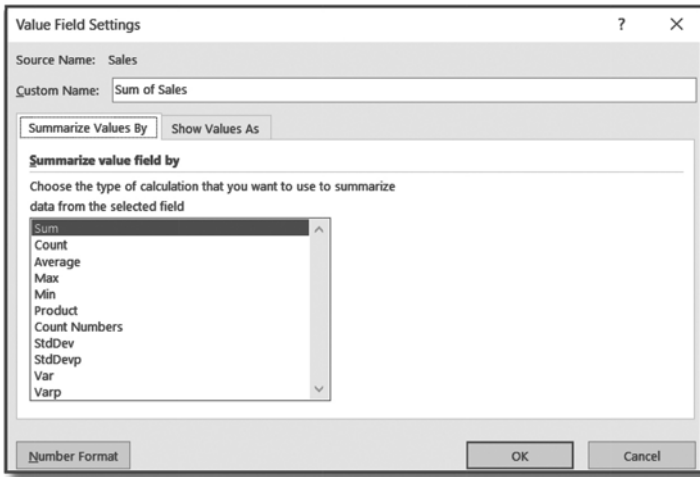 Value Field Settings ? ×
Source Name: Sales
Custom Name: Sum of Sales
Summarize Values By Show Values As
Summarize value field by
Choose the type of calculation that you want to use to summarize
data from the selected field
Sum
Count
Average
Max
Min
Product
Count Numbers
StdDev
StdDevp
Var
Varp
Number Format OK Cancel